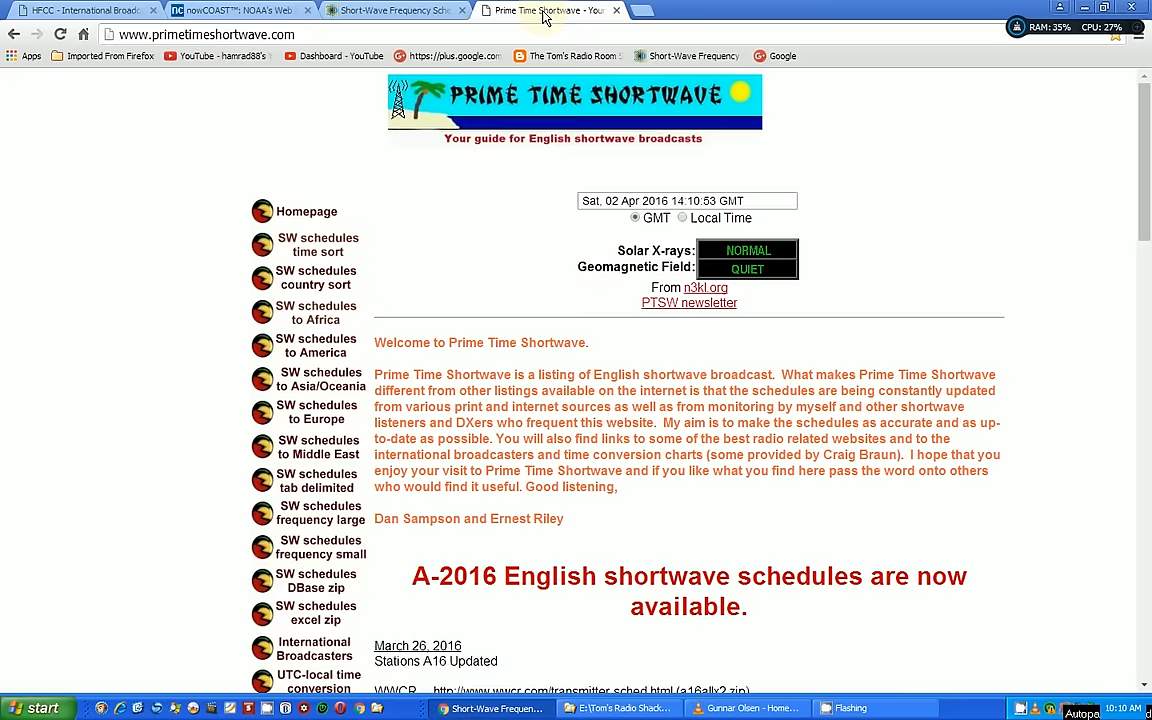 HFCC - International Broadc
nowCOAST™: NOAA's Web
Short-Wave Frequency Sche
Prime Time Shortwave - You
www.primetimeshortwave.com
RAM: 35% CPU: 27%
Apps
Imported From Firefox
YouTube - hamrad88's
Dashboard - YouTube
https://plus.google.com
The Tom's Radio Room S
Short-Wave Frequency
Google
PRIME TIME SHORTWAVE
Your guide for English shortwave broadcasts
Sat, 02 Apr 2016 14:10:53 GMT
GMT Local Time
Solar X-rays: NORMAL
Geomagnetic Field: QUIET
From n3kl.org
PTSW newsletter
Homepage
SW schedules
time sort
SW schedules
country sort
SW schedules
to Africa
SW schedules
to America
SW schedules
to Asia/Oceania
SW schedules
to Europe
SW schedules
to Middle East
SW schedules
tab delimited
SW schedules
frequency large
SW schedules
frequency small
SW schedules
DBase zip
SW schedules
excel zip
International
Broadcasters
UTC-local time
conversion
Welcome to Prime Time Shortwave.
Prime Time Shortwave is a listing of English shortwave broadcast. What makes Prime Time Shortwave
different from other listings available on the internet is that the schedules are being constantly updated
from various print and internet sources as well as from monitoring by myself and other shortwave
listeners and DXers who frequent this website. My aim is to make the schedules as accurate and as up-
to-date as possible. You will also find links to some of the best radio related websites and to the
international broadcasters and time conversion charts (some provided by Craig Braun). I hope that you
enjoy your visit to Prime Time Shortwave and if you like what you find here pass the word onto others
who would find it useful. Good listening,
Dan Sampson and Ernest Riley
A-2016 English shortwave schedules are now
available.
March 26, 2016
Stations A16 Updated
WWCR http://www.wwcr.com/transmitter.sched.html (a16allx2.zip)
start
Short-Wave Frequen...
E:\Tom's Radio Shack...
Gunnar Olsen - Home...
Flashing
10:10 AM
Autopa